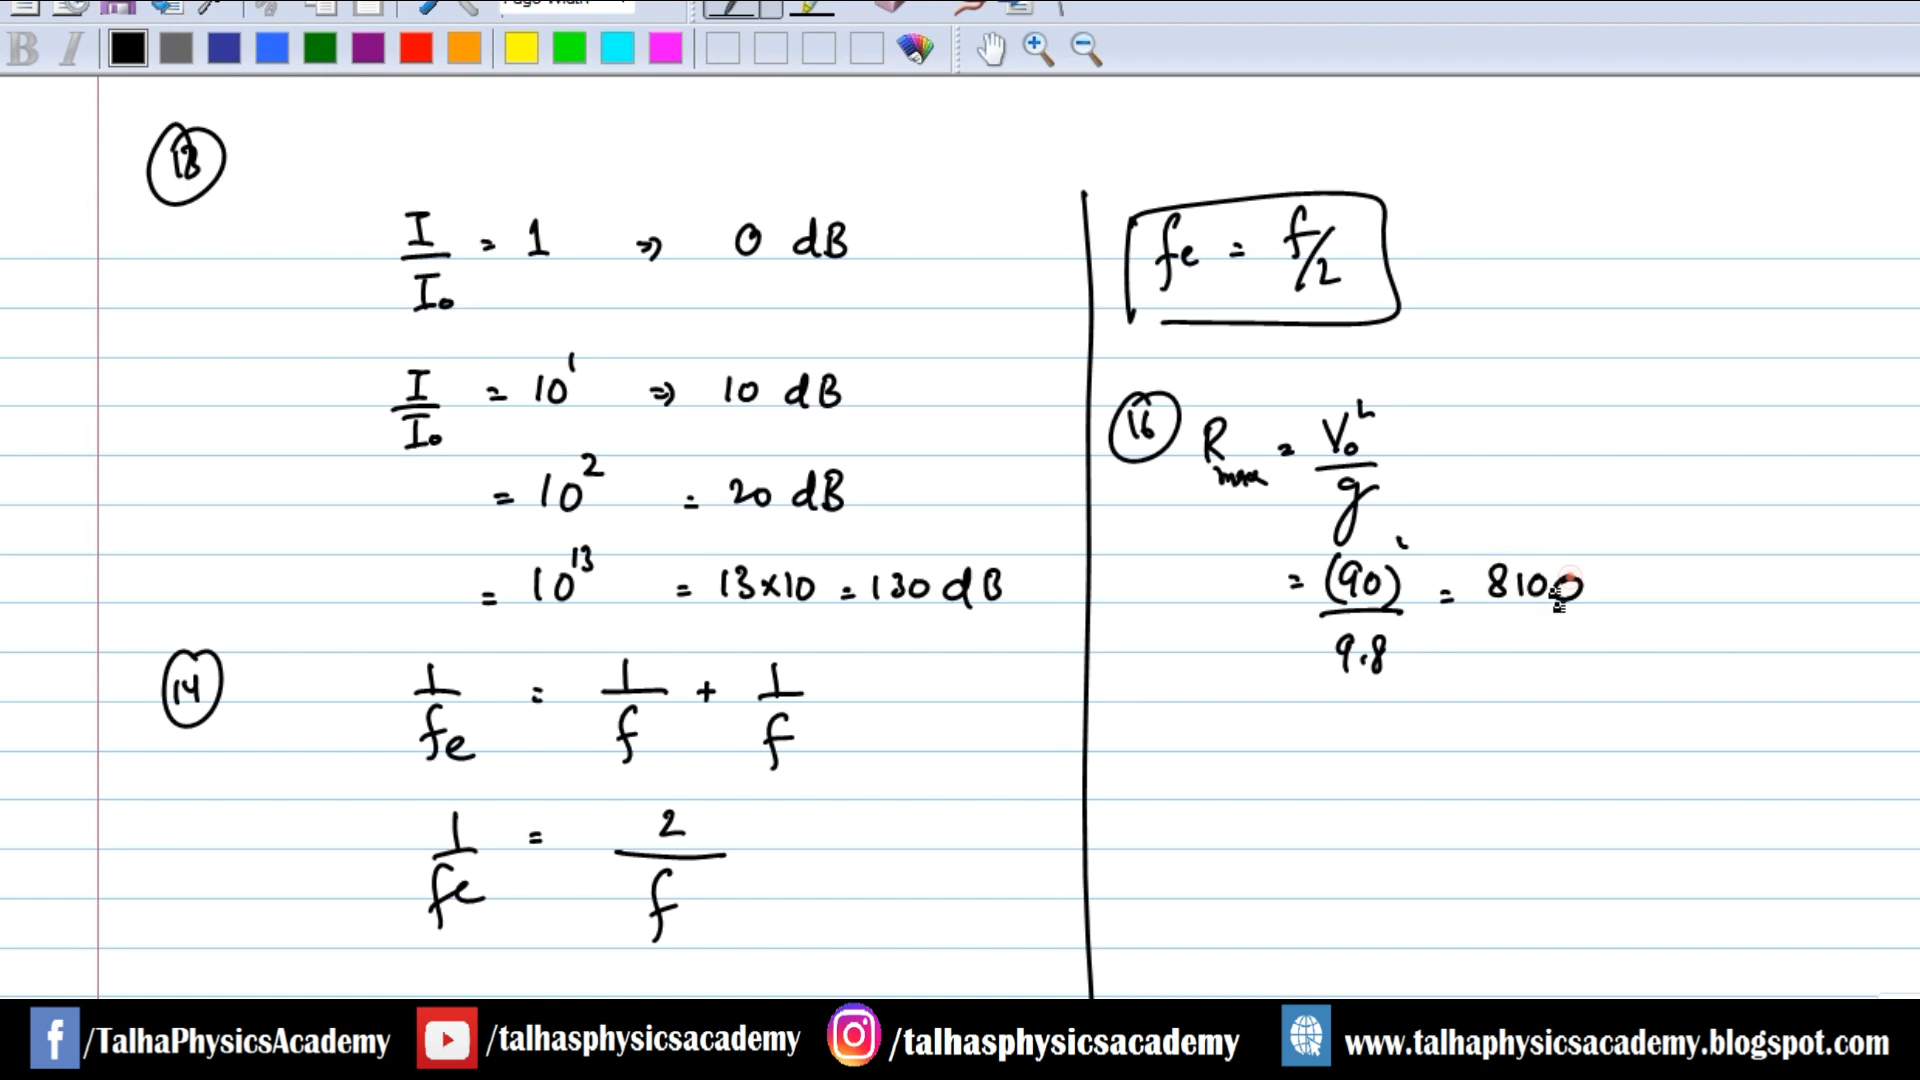 B I
13
I/I₀ = 1 ⇒ 0 dB
I/I₀ = 10¹ ⇒ 10 dB
= 10² = 20 dB
= 10¹³ = 13×10 = 130 dB
14
1/fe = 1/f + 1/f
1/fe = 2/f
fe = f/2
16 Rmax = V₀²/g
= (90)²/9.8 = 8100
/TalhaPhysicsAcademy /talhasphysicsacademy /talhasphysicsacademy www.talhaphysicsacademy.blogspot.com